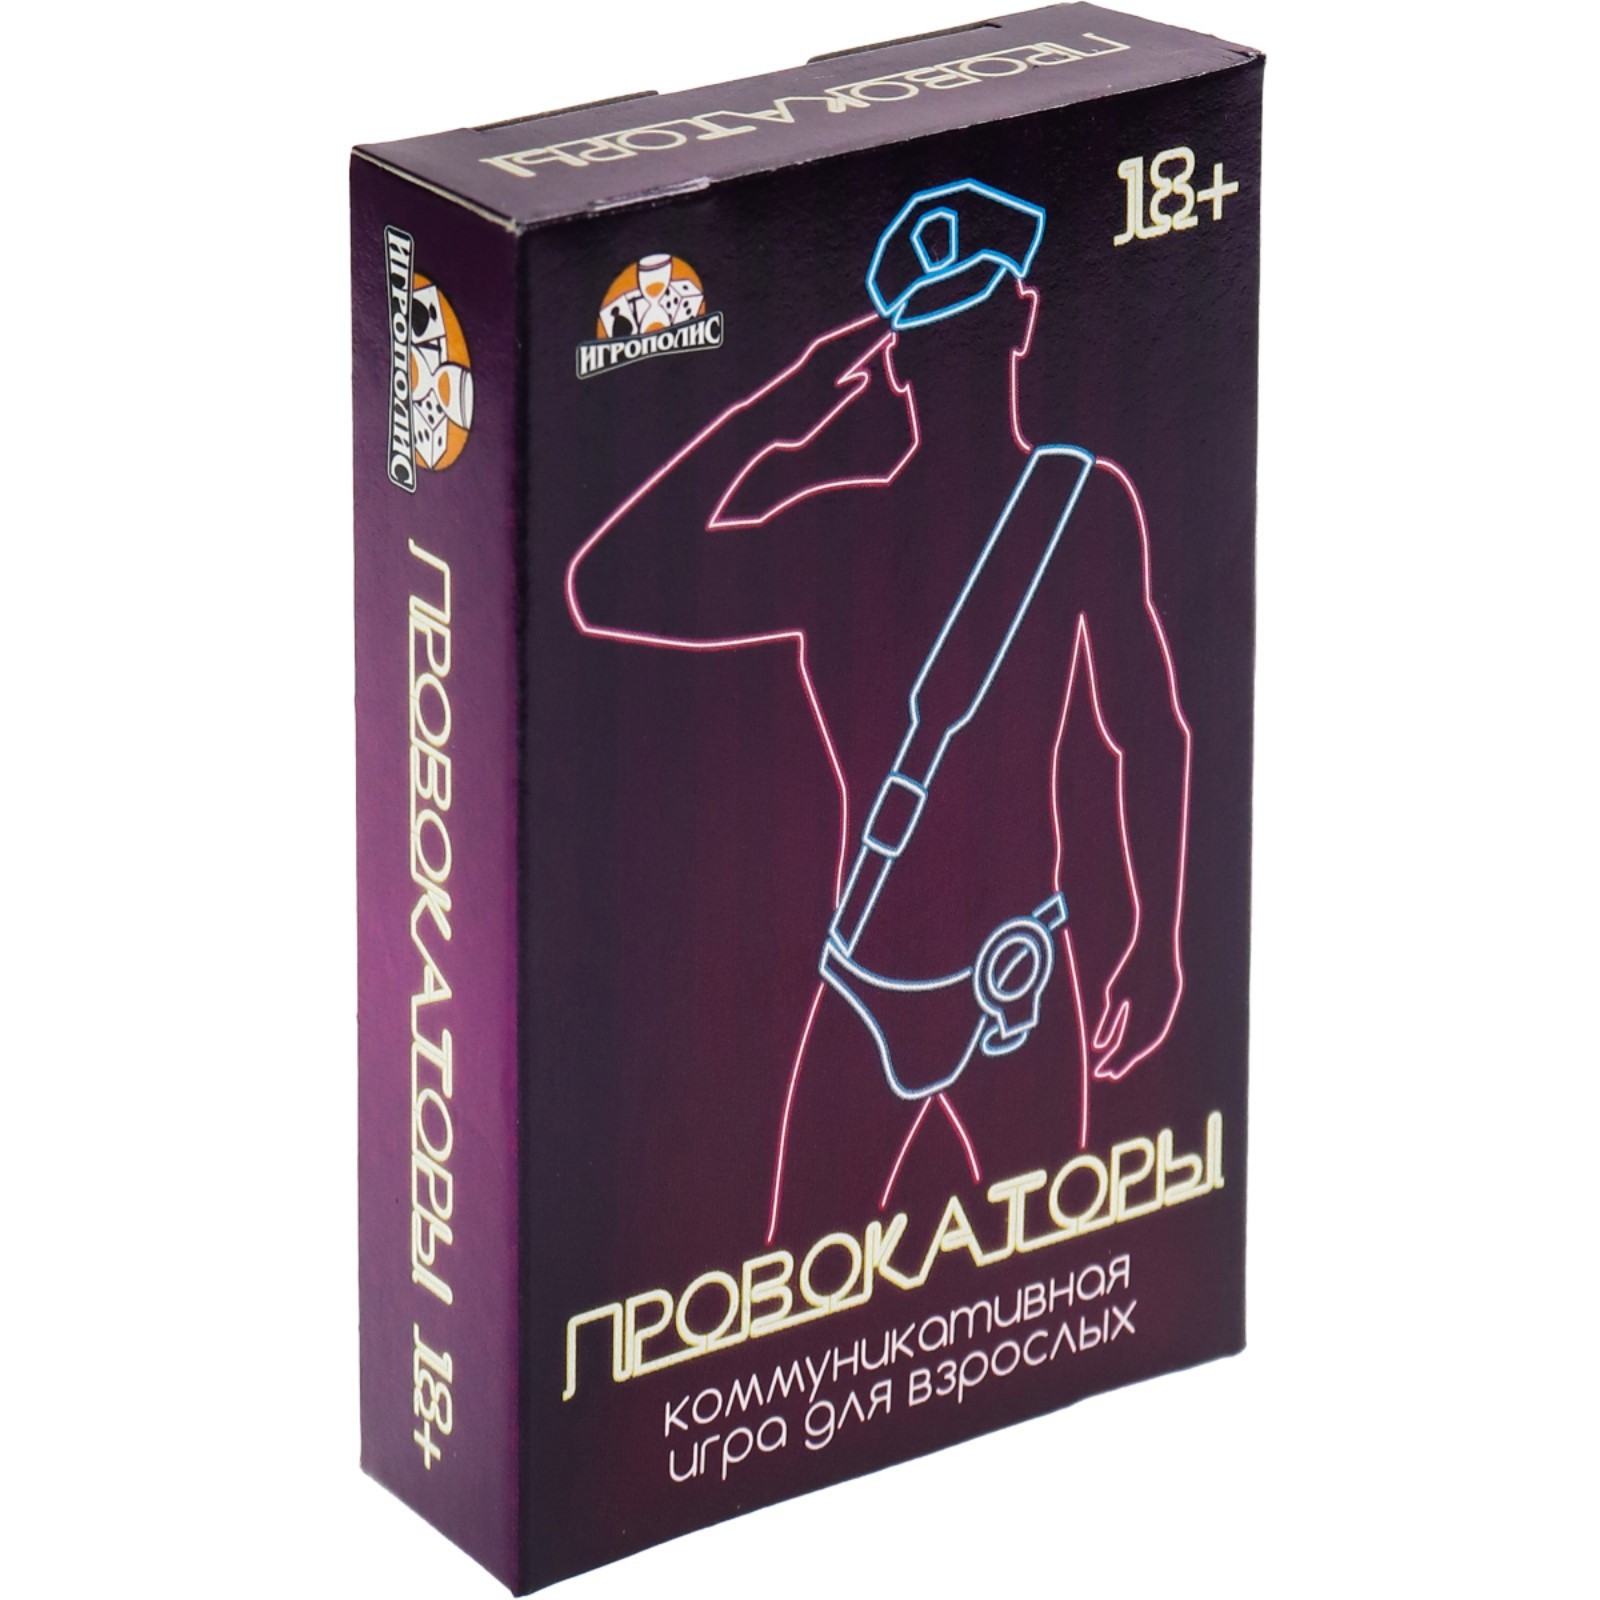 ПРОВОКАТОРЫ
18+
ИГРОПОЛИС
ПРОВОКАТОРЫ
коммуникативная
игра для взрослых
ИГРОПОЛИС
ПРОВОКАТОРЫ 18+